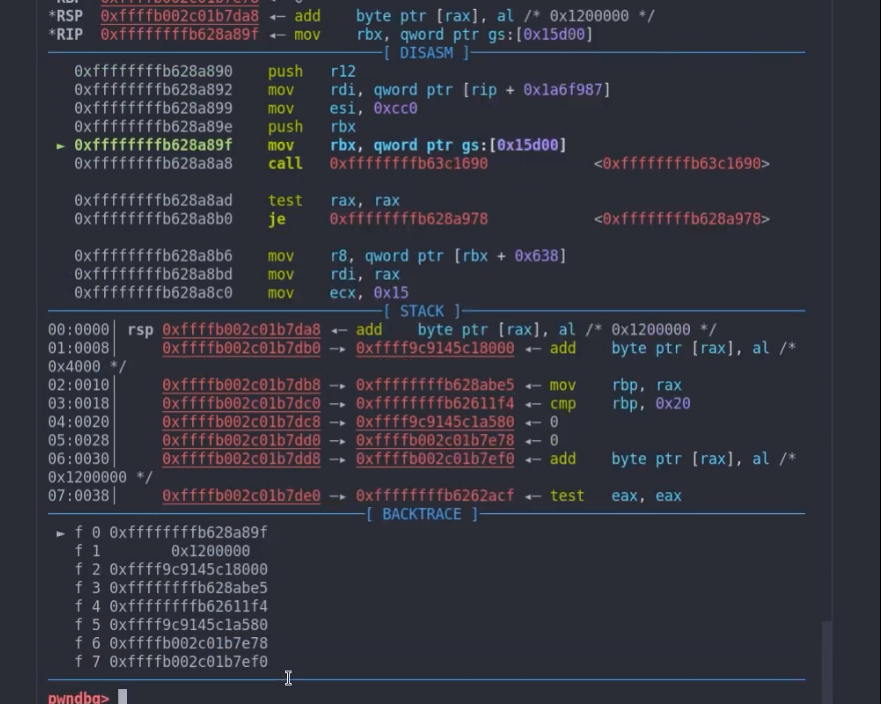 *RSP 0xffffb002c01b7da8 ◂— add    byte ptr [rax], al /* 0x1200000 */
*RIP 0xffffffffb628a89f ◂— mov    rbx, qword ptr gs:[0x15d00]
[ DISASM ]
0xffffffffb628a890 push r12
0xffffffffb628a892 mov rdi, qword ptr [rip + 0x1a6f987]
0xffffffffb628a899 mov esi, 0xcc0
0xffffffffb628a89e push rbx
► 0xffffffffb628a89f mov rbx, qword ptr gs:[0x15d00]
0xffffffffb628a8a8 call 0xffffffffb63c1690 <0xffffffffb63c1690>
0xffffffffb628a8ad test rax, rax
0xffffffffb628a8b0 je 0xffffffffb628a978 <0xffffffffb628a978>
0xffffffffb628a8b6 mov r8, qword ptr [rbx + 0x638]
0xffffffffb628a8bd mov rdi, rax
0xffffffffb628a8c0 mov ecx, 0x15
[ STACK ]
00:0000│ rsp 0xffffb002c01b7da8 ◂— add byte ptr [rax], al /* 0x1200000 */
01:0008│ 0xffffb002c01b7db0 —▸ 0xffff9c9145c18000 ◂— add byte ptr [rax], al /*
0x4000 */
02:0010│ 0xffffb002c01b7db8 —▸ 0xffffffffb628abe5 ◂— mov rbp, rax
03:0018│ 0xffffb002c01b7dc0 —▸ 0xffffffffb62611f4 ◂— cmp rbp, 0x20
04:0020│ 0xffffb002c01b7dc8 —▸ 0xffff9c9145c1a580 ◂— 0
05:0028│ 0xffffb002c01b7dd0 —▸ 0xffffb002c01b7e78 ◂— 0
06:0030│ 0xffffb002c01b7dd8 —▸ 0xffffb002c01b7ef0 ◂— add byte ptr [rax], al /*
0x1200000 */
07:0038│ 0xffffb002c01b7de0 —▸ 0xffffffffb6262acf ◂— test eax, eax
[ BACKTRACE ]
► f 0 0xffffffffb628a89f
f 1 0x1200000
f 2 0xffff9c9145c18000
f 3 0xffffffffb628abe5
f 4 0xffffffffb62611f4
f 5 0xffff9c9145c1a580
f 6 0xffffb002c01b7e78
f 7 0xffffb002c01b7ef0
pwndbg>